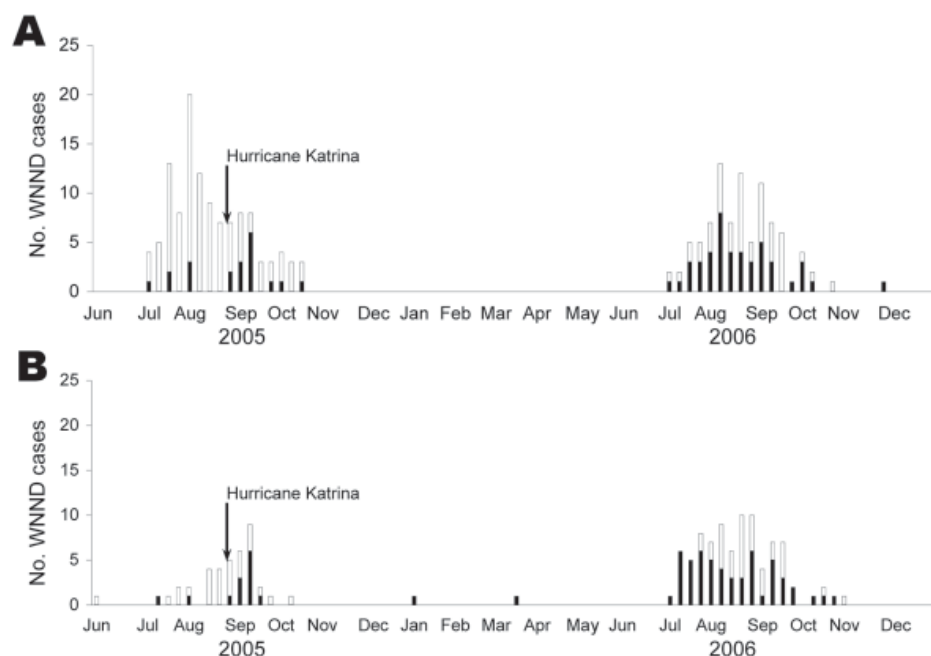 A
No. WNND cases
25
20
15
10
5
0
Hurricane Katrina
Jun Jul Aug Sep Oct Nov Dec Jan Feb Mar Apr May Jun Jul Aug Sep Oct Nov Dec
2005 2006
B
No. WNND cases
25
20
15
10
5
0
Hurricane Katrina
Jun Jul Aug Sep Oct Nov Dec Jan Feb Mar Apr May Jun Jul Aug Sep Oct Nov Dec
2005 2006